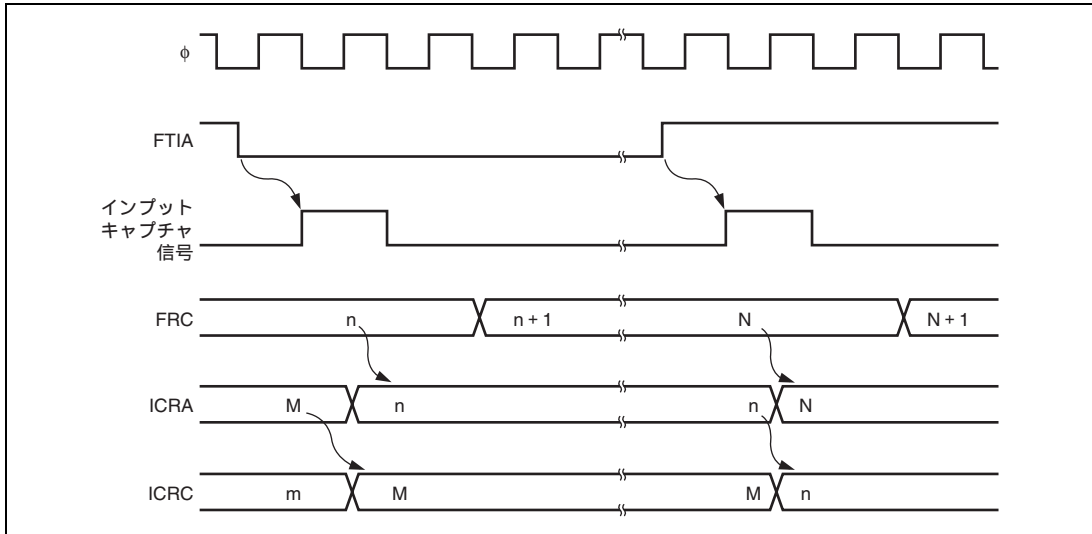 φ
FTIA
インプット
キャプチャ
信号
FRC n n + 1 N N + 1
ICRA M n n N
ICRC m M M n